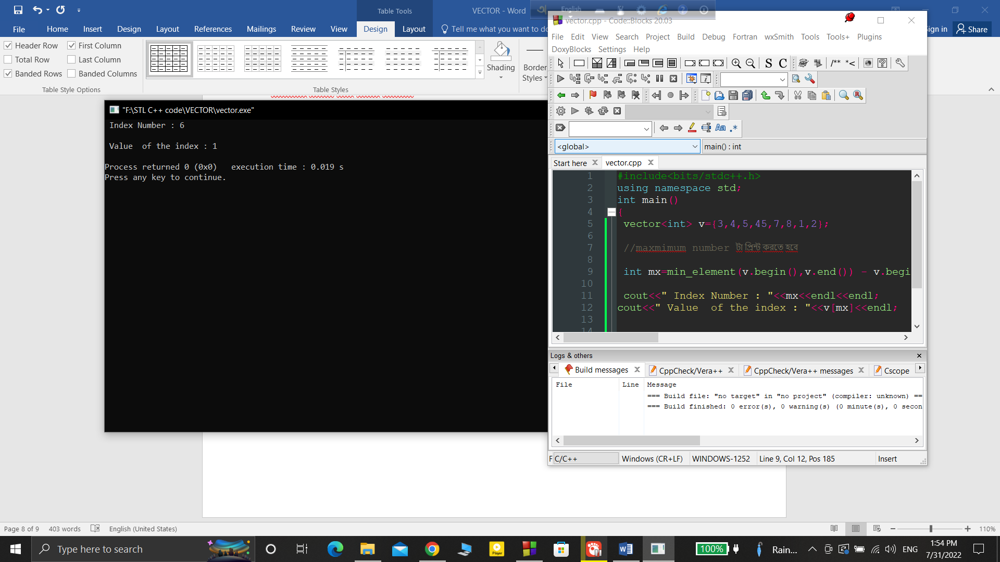 Table Tools
VECTOR - Word
English
File
Home
Insert
Design
Layout
References
Mailings
Review
View
Design
Layout
Tell me what you want to do
Sign in
Share
Header Row
First Column
Total Row
Last Column
Banded Rows
Banded Columns
Table Style Options
Table Styles
Shading
Border
Styles
"F:\STL C++ code\VECTOR\vector.exe"
Index Number : 6
Value  of the index : 1
Process returned 0 (0x0)   execution time : 0.019 s
Press any key to continue.
vector.cpp - Code::Blocks 20.03
File Edit View Search Project Build Debug Fortran wxSmith Tools Tools+ Plugins
DoxyBlocks Settings Help
S C
/** *<
Aa .*
<global>
main() : int
Start here
vector.cpp
1 #include<bits/stdc++.h>
2 using namespace std;
3 int main()
4 {
5 vector<int> v={3,4,5,45,7,8,1,2};
6
7 //maxmimum number টা প্রিন্ট করতে হবে
8
9 int mx=min_element(v.begin(),v.end()) - v.begi
10
11 cout<<" Index Number : "<<mx<<endl<<endl;
12 cout<<" Value  of the index : "<<v[mx]<<endl;
13
14
Logs & others
Build messages
CppCheck/Vera++
CppCheck/Vera++ messages
Cscope
File Line Message
=== Build file: "no target" in "no project" (compiler: unknown) ==
=== Build finished: 0 error(s), 0 warning(s) (0 minute(s), 0 secon
F C/C++
Windows (CR+LF)
WINDOWS-1252
Line 9, Col 12, Pos 185
Insert
Page 8 of 9
403 words
English (United States)
110%
Type here to search
Player
100%
Rain...
ENG
1:54 PM
7/31/2022